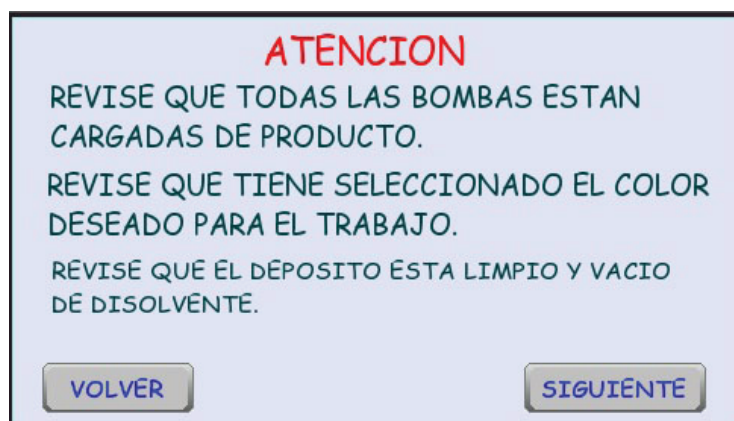 ATENCION
REVISE QUE TODAS LAS BOMBAS ESTAN
CARGADAS DE PRODUCTO.
REVISE QUE TIENE SELECCIONADO EL COLOR
DESEADO PARA EL TRABAJO.
REVISE QUE EL DEPOSITO ESTA LIMPIO Y VACIO
DE DISOLVENTE.
VOLVER
SIGUIENTE